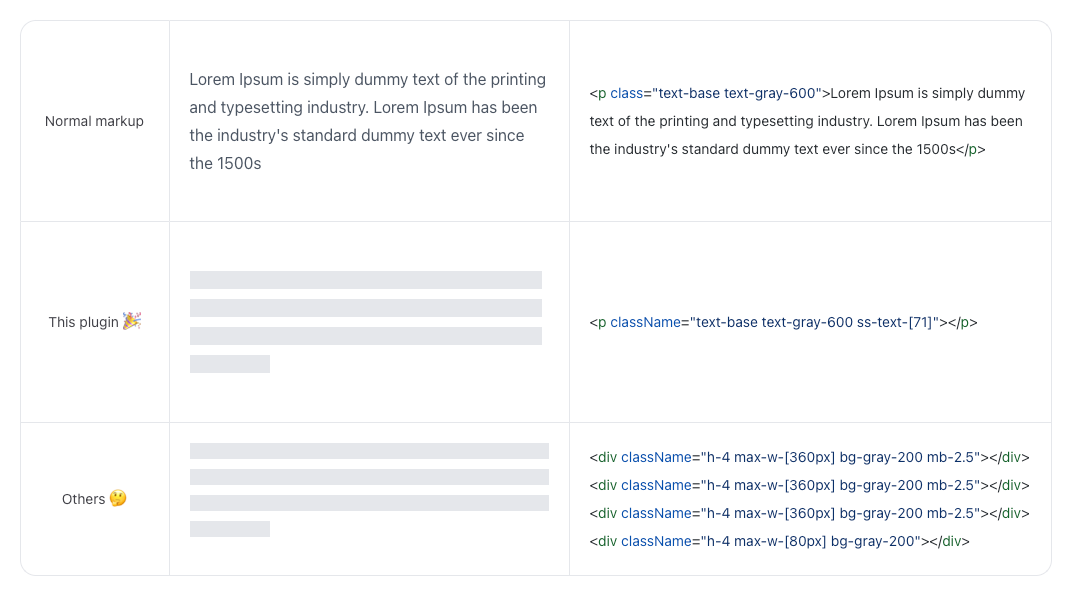 Normal markup
Lorem Ipsum is simply dummy text of the printing
and typesetting industry. Lorem Ipsum has been
the industry's standard dummy text ever since
the 1500s
<p class="text-base text-gray-600">Lorem Ipsum is simply dummy
text of the printing and typesetting industry. Lorem Ipsum has been
the industry's standard dummy text ever since the 1500s</p>
This plugin 🎉
<p className="text-base text-gray-600 ss-text-[71]"></p>
Others 🤔
<div className="h-4 max-w-[360px] bg-gray-200 mb-2.5"></div>
<div className="h-4 max-w-[360px] bg-gray-200 mb-2.5"></div>
<div className="h-4 max-w-[360px] bg-gray-200 mb-2.5"></div>
<div className="h-4 max-w-[80px] bg-gray-200"></div>